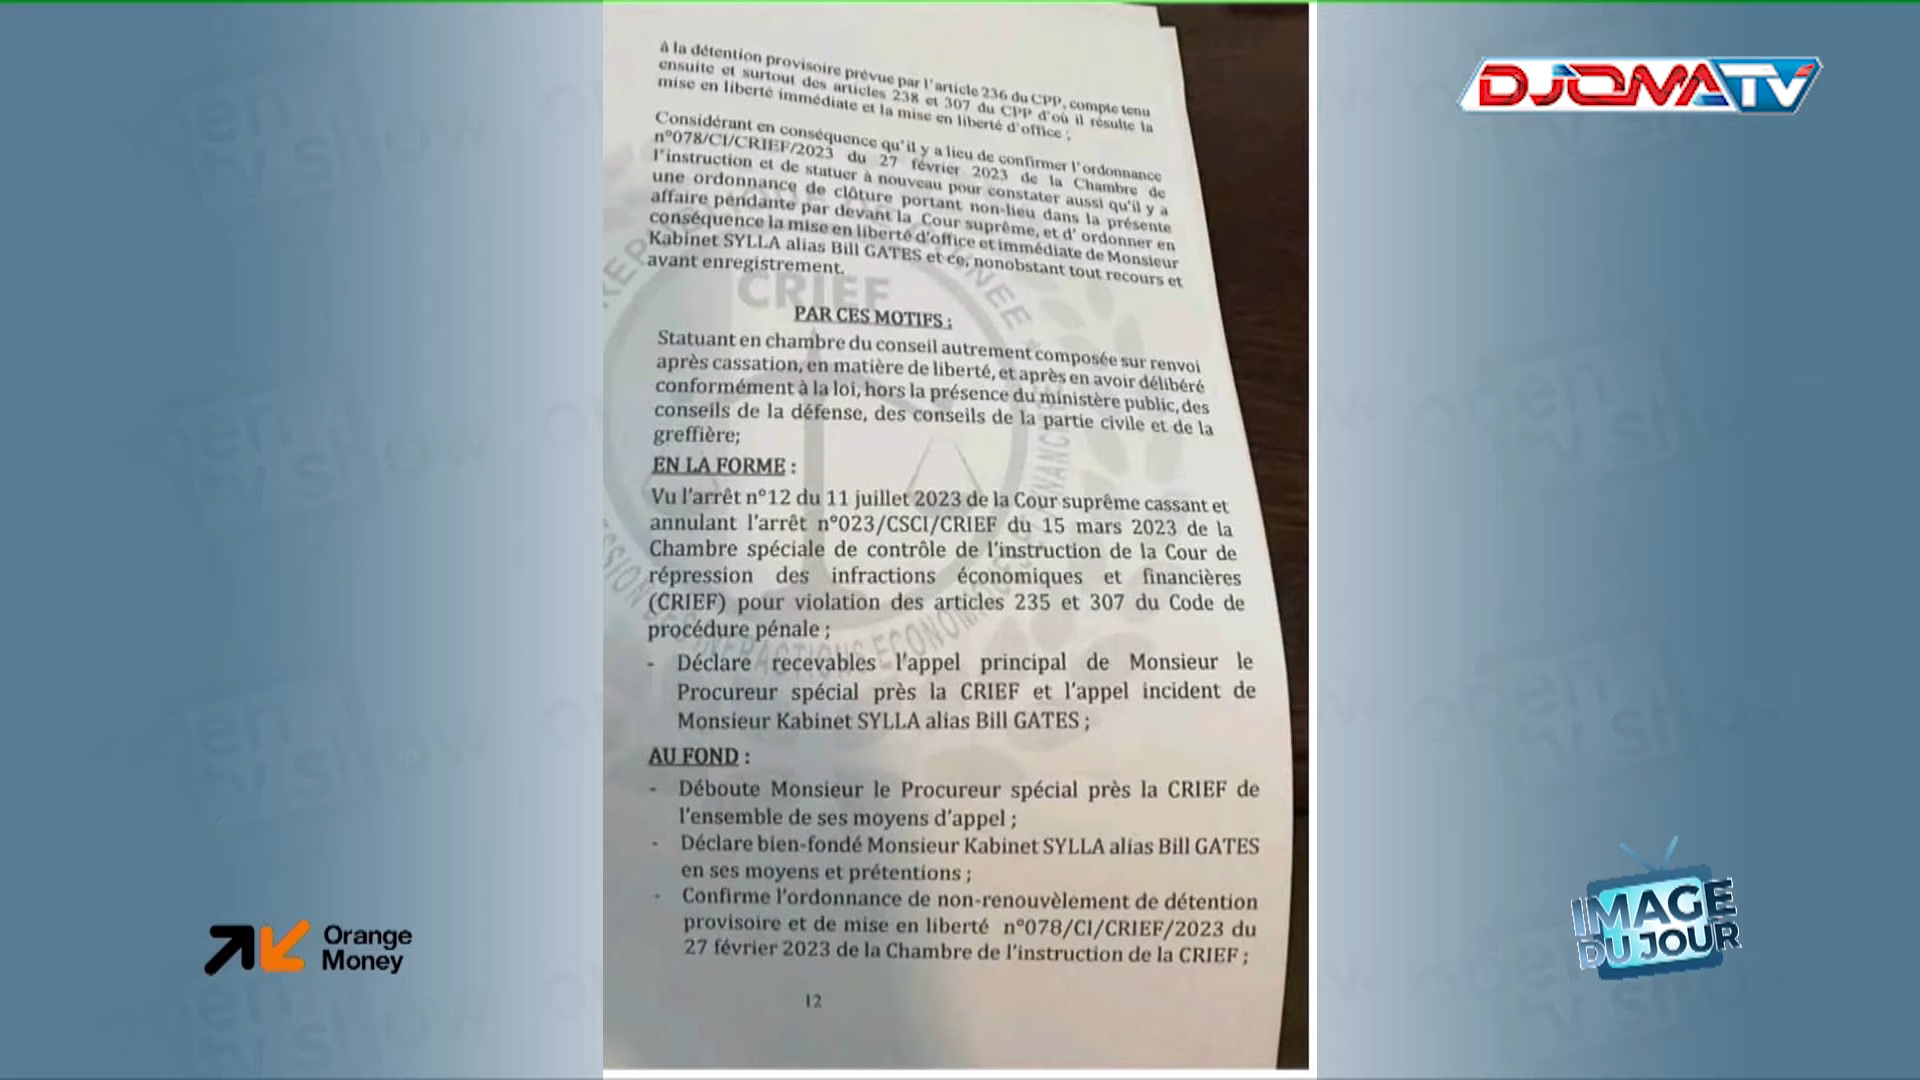 à la détention provisoire prévue par l'article 236 du CPP, compte tenu
ensuite et surtout des articles 238 et 307 du CPP d'où il résulte la
mise en liberté immédiate et la mise en liberté d'office ;
Considérant en conséquence qu'il y a lieu de confirmer l'ordonnance
n°078/CI/CRIEF/2023 du 27 février 2023 de la Chambre de
l'instruction et de statuer à nouveau pour constater aussi qu'il y a
une ordonnance de clôture portant non-lieu dans la présente
affaire pendante par devant la Cour suprême, et d' ordonner en
conséquence la mise en liberté d'office et immédiate de Monsieur
Kabinet SYLLA alias Bill GATES et ce, nonobstant tout recours et
avant enregistrement.
CRIEF
PAR CES MOTIFS :
Statuant en chambre du conseil autrement composée sur renvoi
après cassation, en matière de liberté, et après en avoir délibéré
conformément à la loi, hors la présence du ministère public, des
conseils de la défense, des conseils de la partie civile et de la
greffière;
EN LA FORME :
Vu l'arrêt n°12 du 11 juillet 2023 de la Cour suprême cassant et
annulant l'arrêt n°023/CSCI/CRIEF du 15 mars 2023 de la
Chambre spéciale de contrôle de l'instruction de la Cour de
répression des infractions économiques et financières
(CRIEF) pour violation des articles 235 et 307 du Code de
procédure pénale ;
- Déclare recevables l'appel principal de Monsieur le
Procureur spécial près la CRIEF et l'appel incident de
Monsieur Kabinet SYLLA alias Bill GATES ;
AU FOND :
- Déboute Monsieur le Procureur spécial près la CRIEF de
l'ensemble de ses moyens d'appel ;
- Déclare bien-fondé Monsieur Kabinet SYLLA alias Bill GATES
en ses moyens et prétentions ;
- Confirme l'ordonnance de non-renouvèlement de détention
provisoire et de mise en liberté n°078/CI/CRIEF/2023 du
27 février 2023 de la Chambre de l'instruction de la CRIEF ;
12
DJOMA TV
Orange
Money
IMAGE
DU JOUR